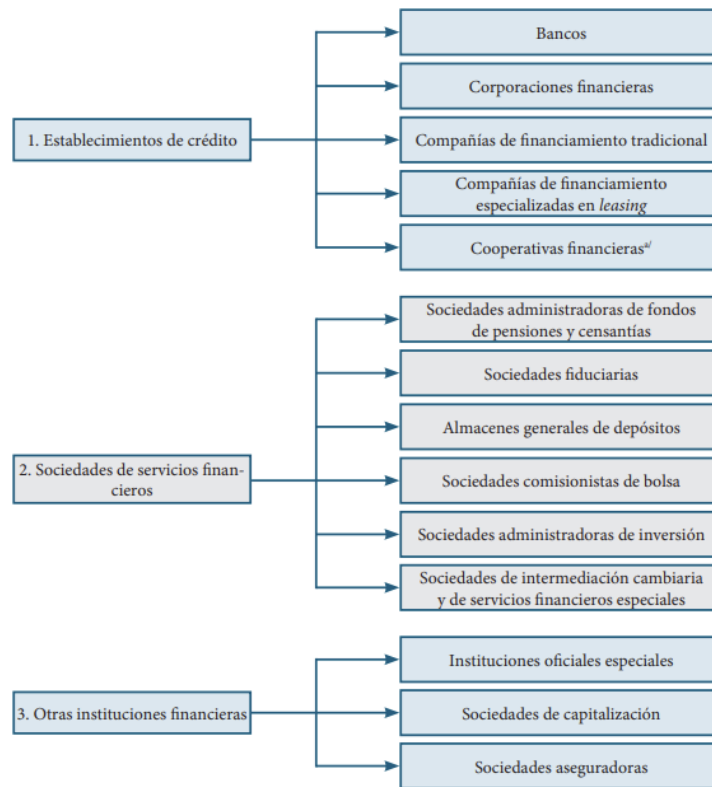 Bancos
Corporaciones financieras
1. Establecimientos de crédito
Compañías de financiamiento tradicional
Compañías de financiamiento
especializadas en leasing
Cooperativas financierasa/
Sociedades administradoras de fondos
de pensiones y censantías
Sociedades fiduciarias
Almacenes generales de depósitos
2. Sociedades de servicios finan-
cieros
Sociedades comisionistas de bolsa
Sociedades administradoras de inversión
Sociedades de intermediación cambiaria
y de servicios financieros especiales
Instituciones oficiales especiales
3. Otras instituciones financieras
Sociedades de capitalización
Sociedades aseguradoras